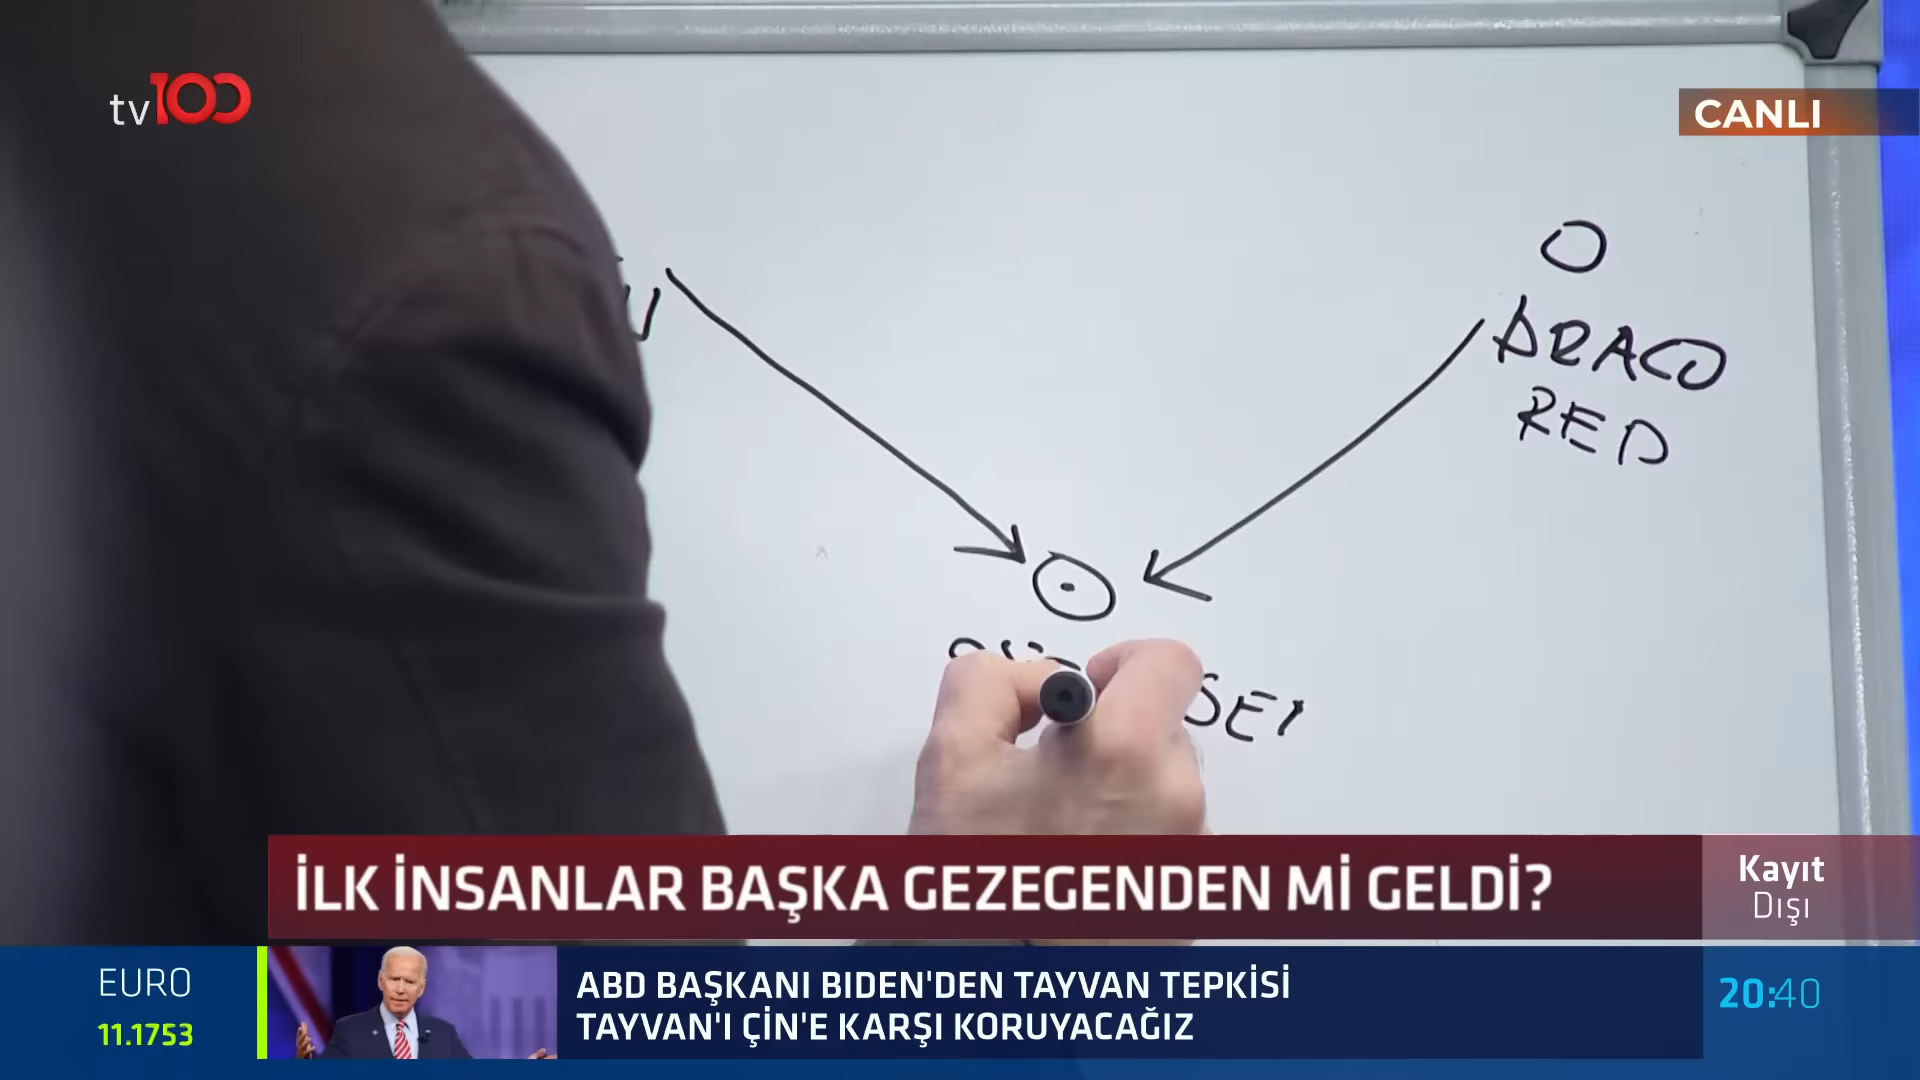 tv100
CANLI
DRACO
RED
İLK İNSANLAR BAŞKA GEZEGENDEN Mİ GELDİ?
Kayıt
Dışı
EURO
11.1753
ABD BAŞKANI BIDEN'DEN TAYVAN TEPKİSİ
TAYVAN'I ÇİN'E KARŞI KORUYACAĞIZ
20:40